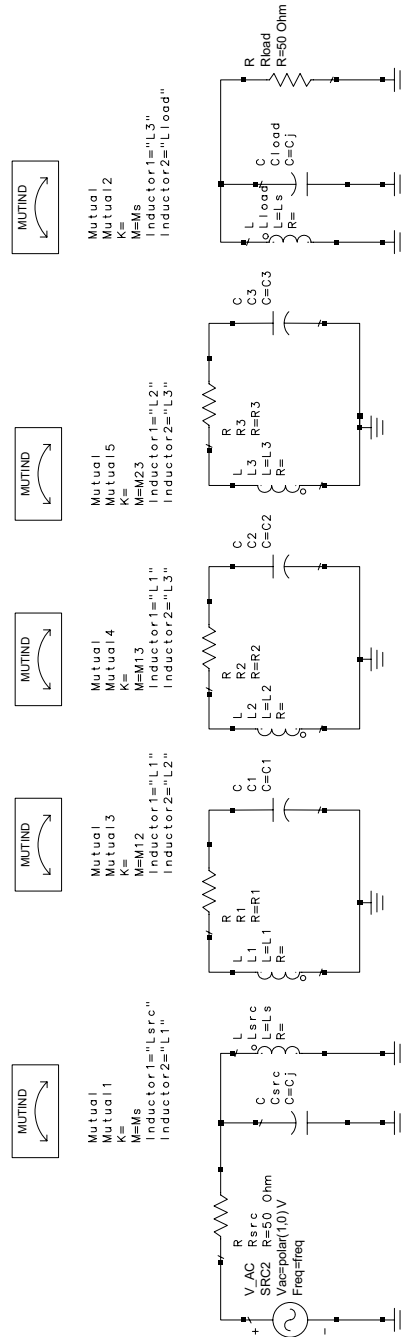 MUTIND
Mutual
Mutual1
K=
M=Ms
Inductor1="Lsrc"
Inductor2="L1"
MUTIND
Mutual
Mutual3
K=
M=M12
Inductor1="L1"
Inductor2="L2"
MUTIND
Mutual
Mutual4
K=
M=M13
Inductor1="L1"
Inductor2="L3"
MUTIND
Mutual
Mutual5
K=
M=M23
Inductor1="L2"
Inductor2="L3"
MUTIND
Mutual
Mutual2
K=
M=Ms
Inductor1="L3"
Inductor2="Lload"
+
-
V_AC
SRC2
Vac=polar(1,0) V
Freq=freq
R
Rsrc
R=50 Ohm
C
Csrc
C=Cj
L
Lsrc
L=Ls
R=
L
L1
L=L1
R=
R
R1
R=R1
C
C1
C=C1
L
L2
L=L2
R=
R
R2
R=R2
C
C2
C=C2
L
L3
L=L3
R=
R
R3
R=R3
C
C3
C=C3
L
Lload
L=Ls
R=
C
Cload
C=Cj
R
Rload
R=50 Ohm